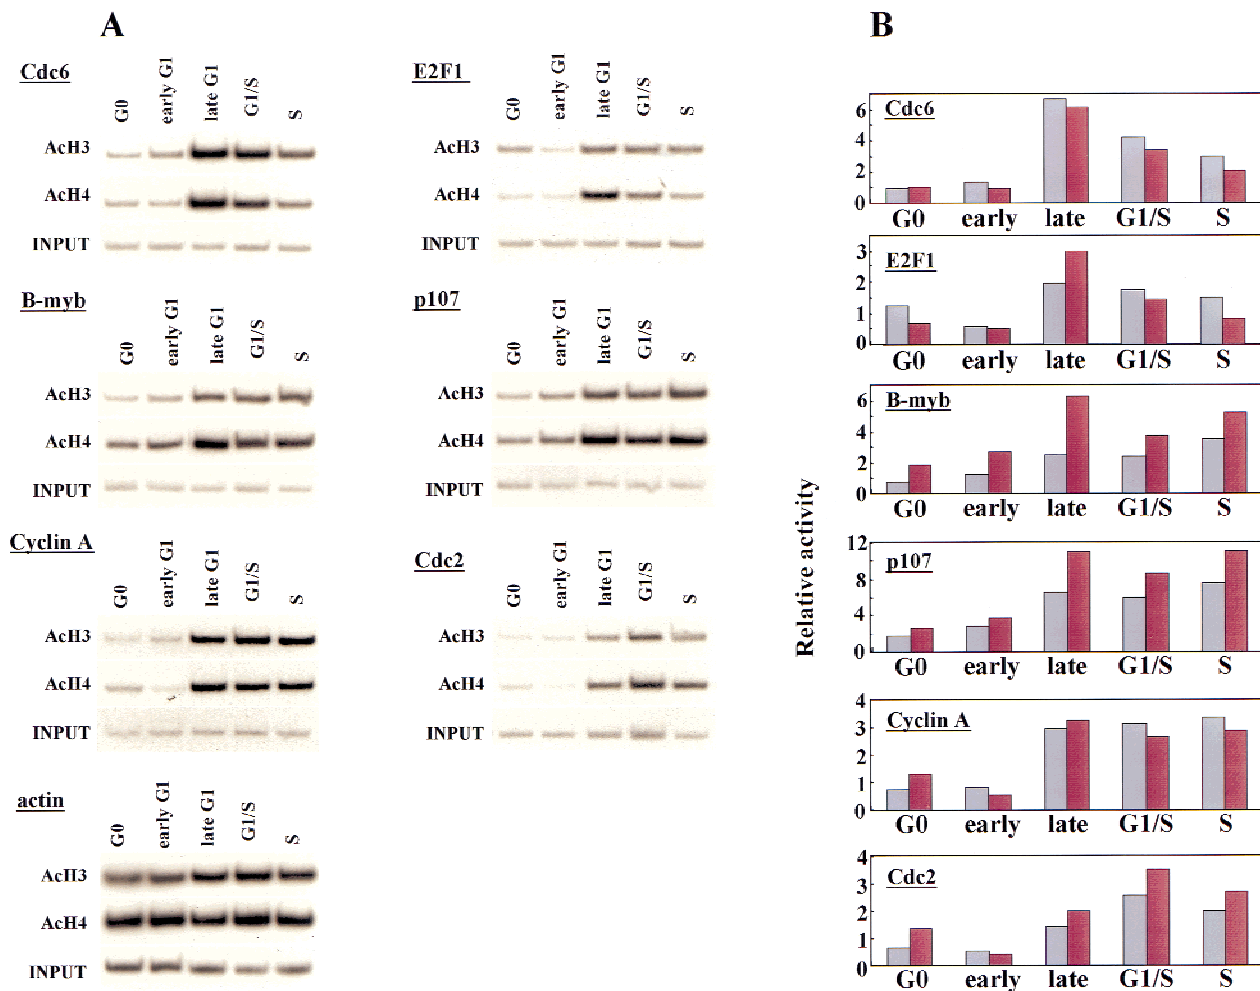 A
Cdc6
G0 early G1 late G1 G1/S S
AcH3
AcH4
INPUT
E2F1
G0 early G1 late G1 G1/S S
AcH3
AcH4
INPUT
B-myb
G0 early G1 late G1 G1/S S
AcH3
AcH4
INPUT
p107
G0 early G1 late G1 G1/S S
AcH3
AcH4
INPUT
Cyclin A
G0 early G1 late G1 G1/S S
AcH3
AcH4
INPUT
Cdc2
G0 early G1 late G1 G1/S S
AcH3
AcH4
INPUT
actin
G0 early G1 late G1 G1/S S
AcH3
AcH4
INPUT
B
Relative activity
Cdc6
6
4
2
0
G0 early late G1/S S
E2F1
3
2
1
0
G0 early late G1/S S
B-myb
6
4
2
0
G0 early late G1/S S
p107
12
8
4
0
G0 early late G1/S S
Cyclin A
4
3
2
1
0
G0 early late G1/S S
Cdc2
4
3
2
1
0
G0 early late G1/S S